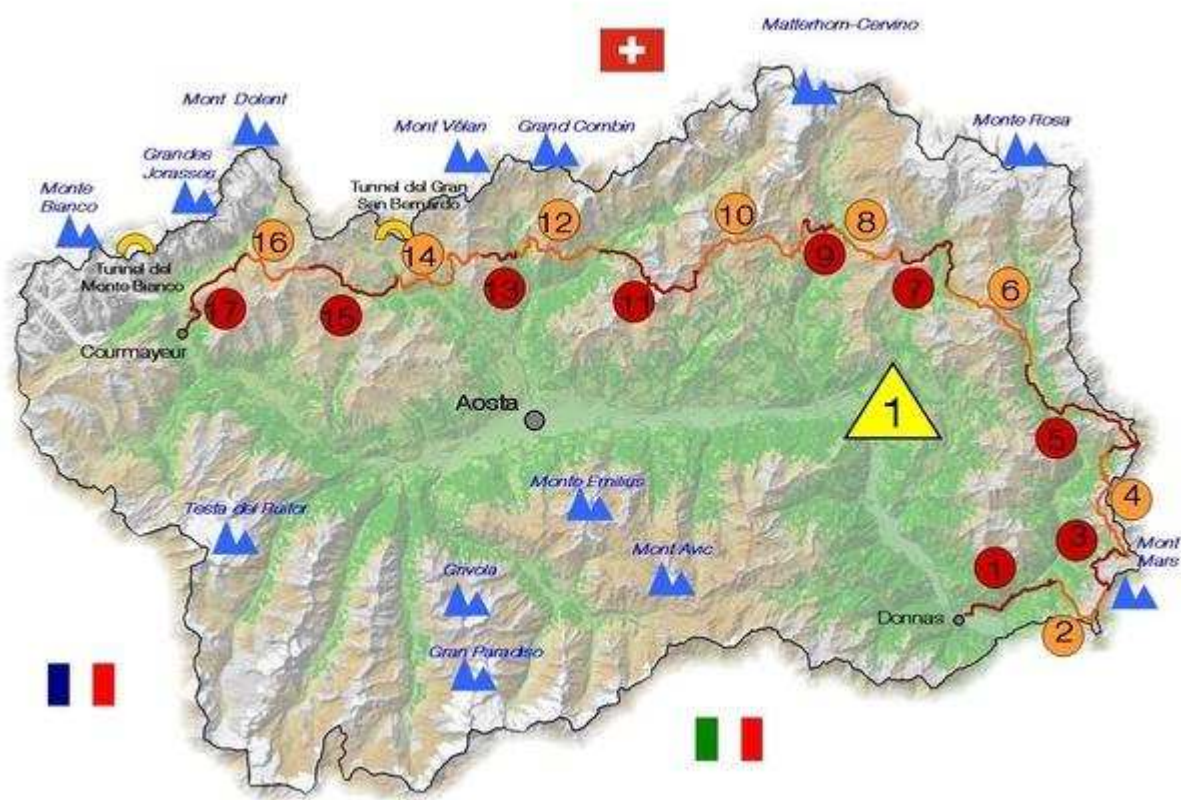 Matterhorn-Cervino
Mont Dolent
Mont Vêlan
Grand Combin
Monte Rosa
Grandes
Jorasses
Monte
Bianco
Tunnel del Gran
San Bernardo
Tunnel del
Monte Bianco
16
14
12
10
8
6
17
15
13
11
9
7
Courmayeur
Aosta
1
5
4
3
Mont
Mars
Testa del Ruitor
Monte Emilius
Mont Avic
Grivola
Gran Paradiso
1
Donnas
2